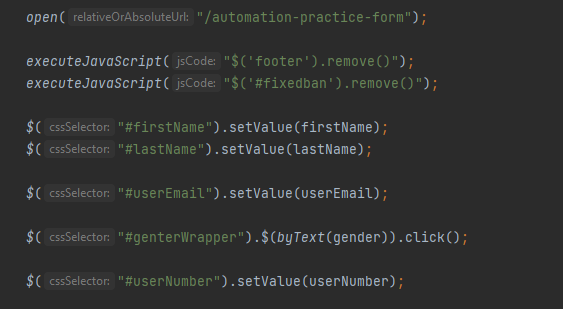 open( relativeOrAbsoluteUrl: "/automation-practice-form");
executeJavaScript( jsCode: "$('footer').remove()");
executeJavaScript( jsCode: "$('#fixedban').remove()");
$( cssSelector: "#firstName").setValue(firstName);
$( cssSelector: "#lastName").setValue(lastName);
$( cssSelector: "#userEmail").setValue(userEmail);
$( cssSelector: "#genterWrapper").$(byText(gender)).click();
$( cssSelector: "#userNumber").setValue(userNumber);